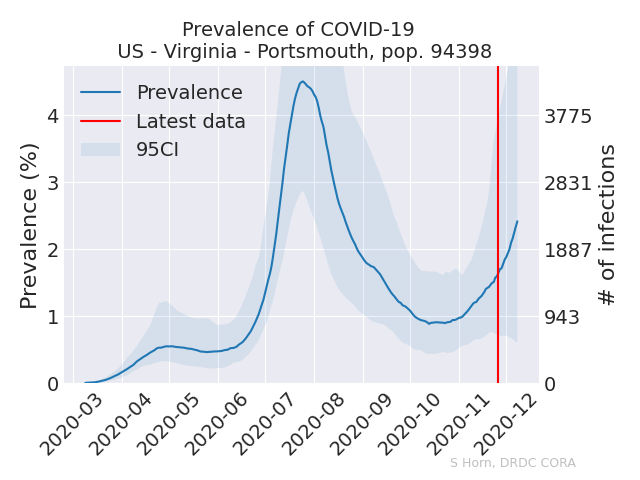 Prevalence of COVID-19
US - Virginia - Portsmouth, pop. 94398
Prevalence
Latest data
95CI
Prevalence (%)
4
3
2
1
0
3775
2831
1887
943
0
# of infections
2020-03
2020-04
2020-05
2020-06
2020-07
2020-08
2020-09
2020-10
2020-11
2020-12
S Horn, DRDC CORA